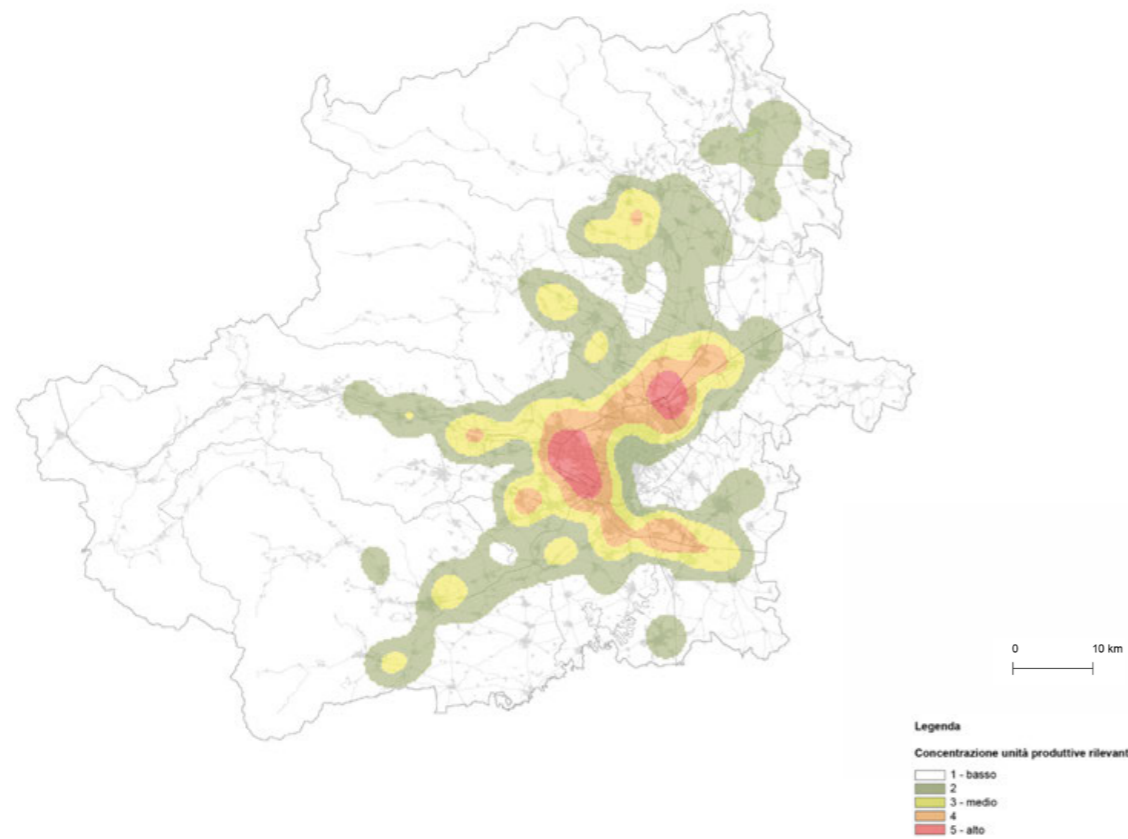 0 10 km
Legenda
Concentrazione unità produttive rilevant
1 - basso
2
3 - medio
4
5 - alto